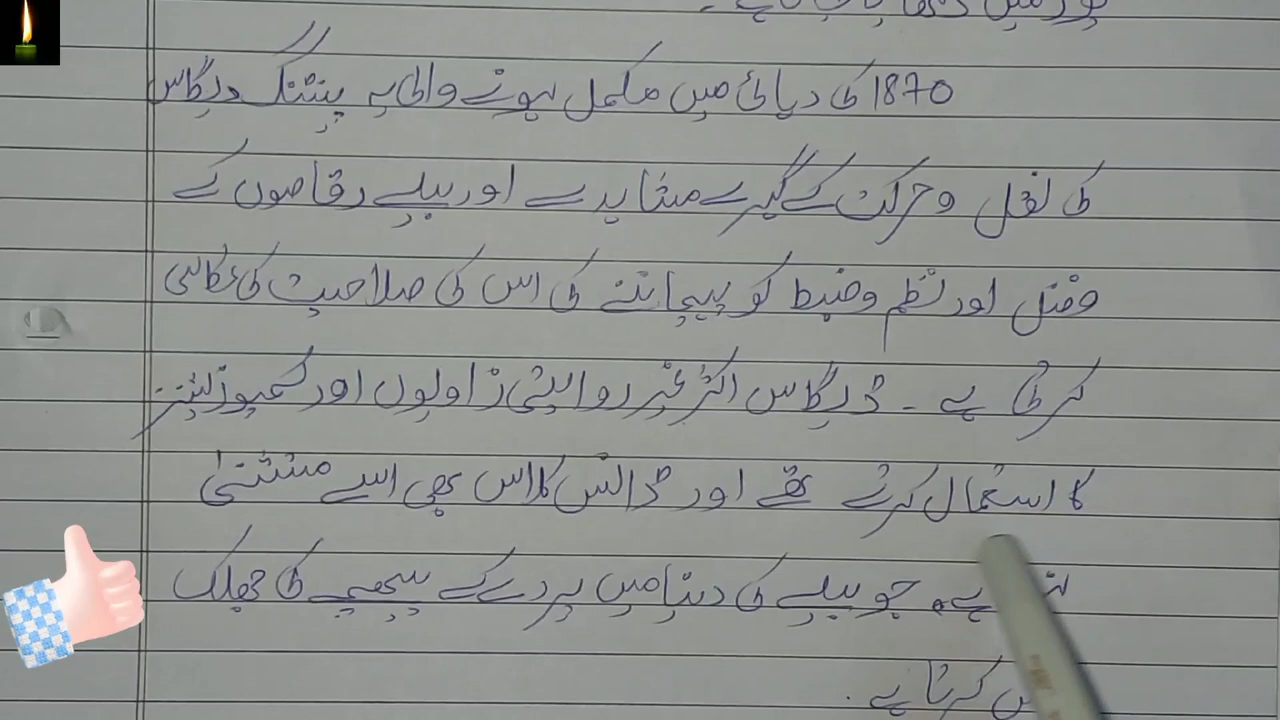 1870 کی دہائی میں مکمل ہونے والی یہ پینٹنگ دیگاس
کی نقل و حرکت کے گہرے مشاہدے اور بیلے رقاصوں کے
فضل اور نظم و ضبط کو پہچاننے کی اس کی صلاحیت کی عکاسی
کرتی ہے ۔ ڈیگاس اکثر غیر روایتی زاویوں اور کمپوزیشنز
کا استعمال کرتے تھے اور ڈانس کلاس بھی اسے مستثنیٰ
ہے، جو بیلے کی دنیا میں پردے کے پیچھے کی جھلک
کرتا ہے .